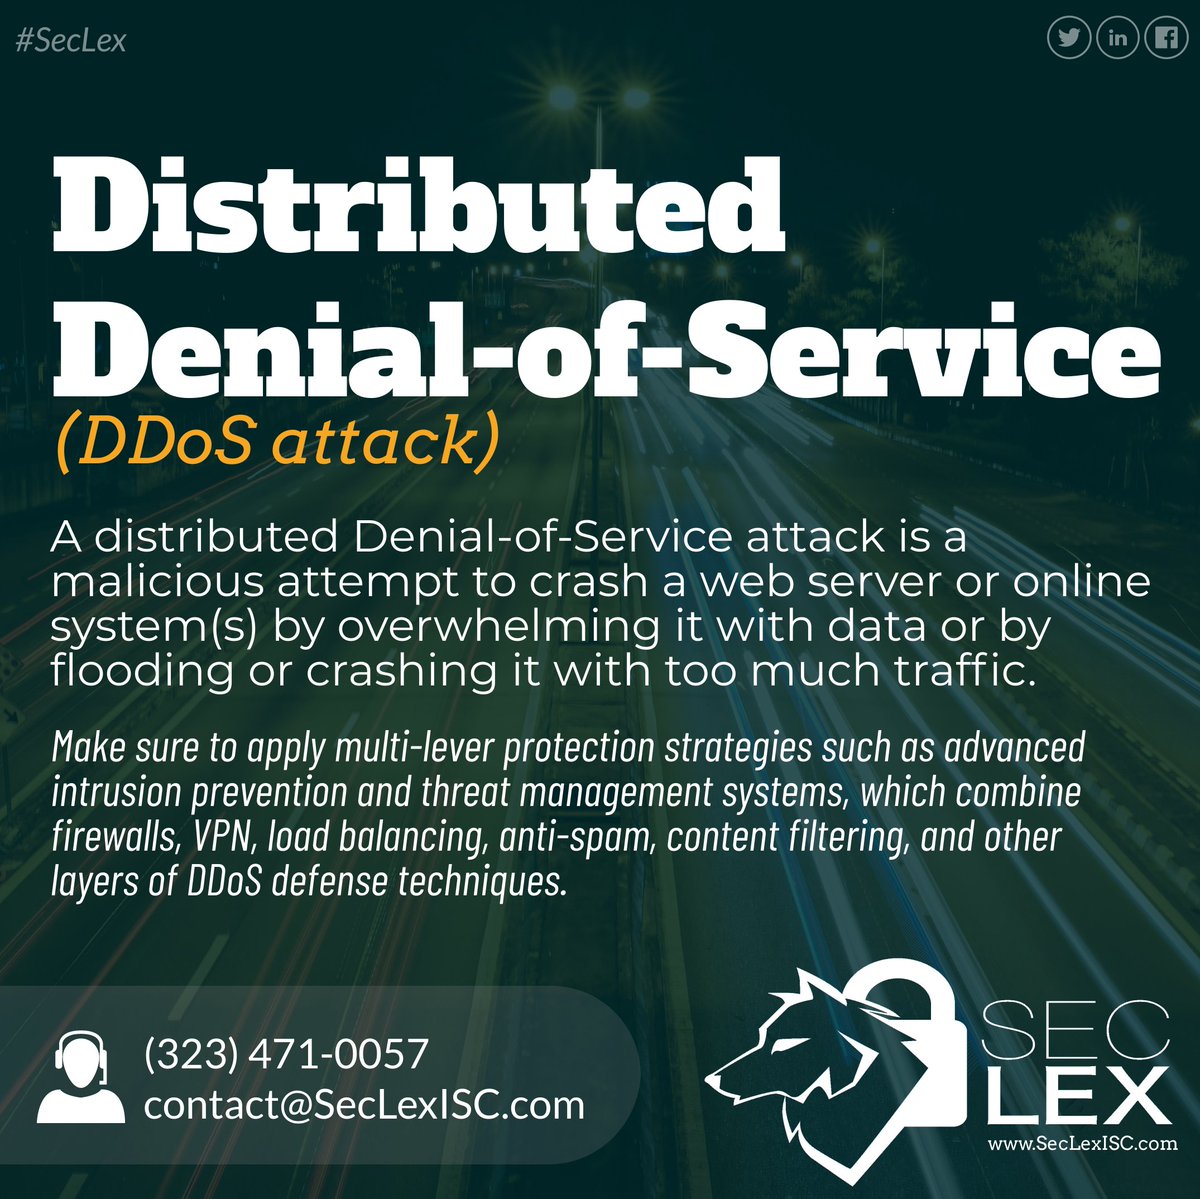 #SecLex
Distributed
Denial-of-Service
(DDoS attack)
A distributed Denial-of-Service attack is a
malicious attempt to crash a web server or online
system(s) by overwhelming it with data or by
flooding or crashing it with too much traffic.
Make sure to apply multi-lever protection strategies such as advanced
intrusion prevention and threat management systems, which combine
firewalls, VPN, load balancing, anti-spam, content filtering, and other
layers of DDoS defense techniques.
(323) 471-0057
contact@SecLexISC.com
SEC
LEX
www.SecLexISC.com